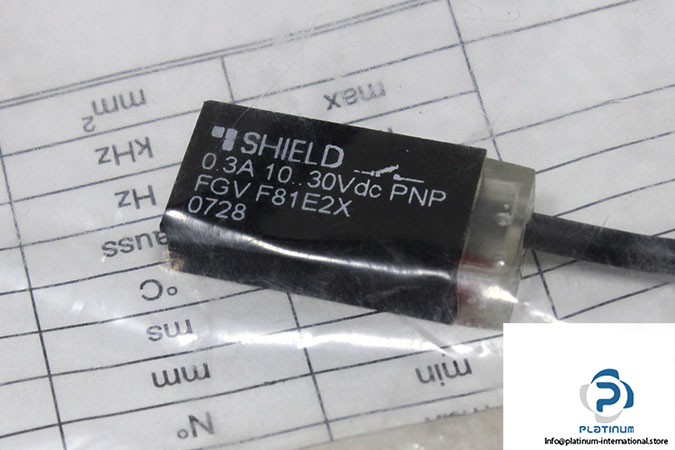 SHIELD
0.3A 10..30Vdc PNP
FGV F81E2X
0728
max
mm²
KHz
Hz
°C
ms
mm
min
N°
PLATINUM
Info@platinum-international.store